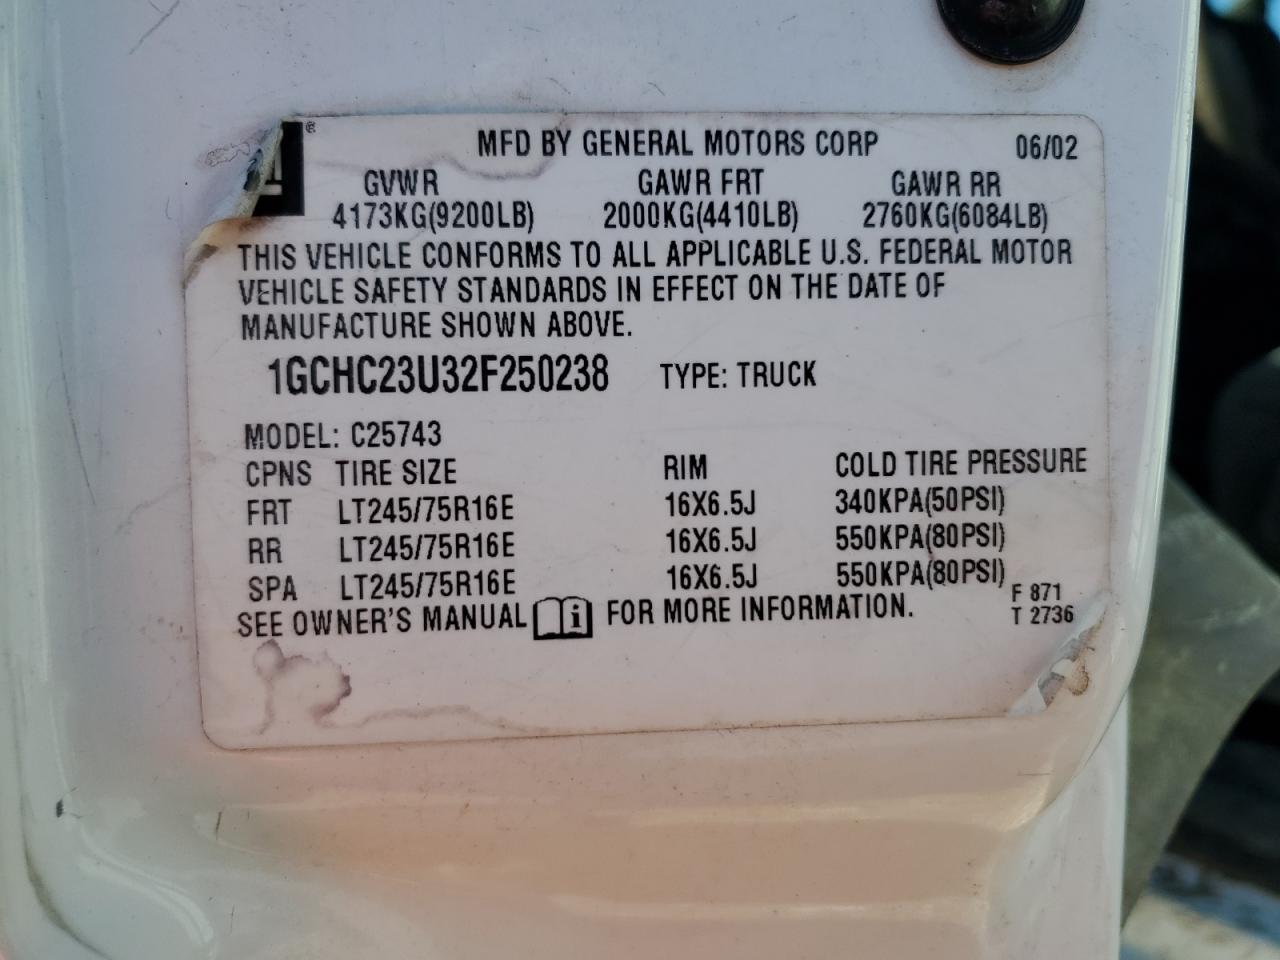 ®
MFD BY GENERAL MOTORS CORP 06/02
GVWR GAWR FRT GAWR RR
4173KG(9200LB) 2000KG(4410LB) 2760KG(6084LB)
THIS VEHICLE CONFORMS TO ALL APPLICABLE U.S. FEDERAL MOTOR
VEHICLE SAFETY STANDARDS IN EFFECT ON THE DATE OF
MANUFACTURE SHOWN ABOVE.
1GCHC23U32F250238 TYPE: TRUCK
MODEL: C25743
CPNS TIRE SIZE RIM COLD TIRE PRESSURE
FRT LT245/75R16E 16X6.5J 340KPA(50PSI)
RR LT245/75R16E 16X6.5J 550KPA(80PSI)
SPA LT245/75R16E 16X6.5J 550KPA(80PSI)
F 871
SEE OWNER'S MANUAL i FOR MORE INFORMATION. T 2736